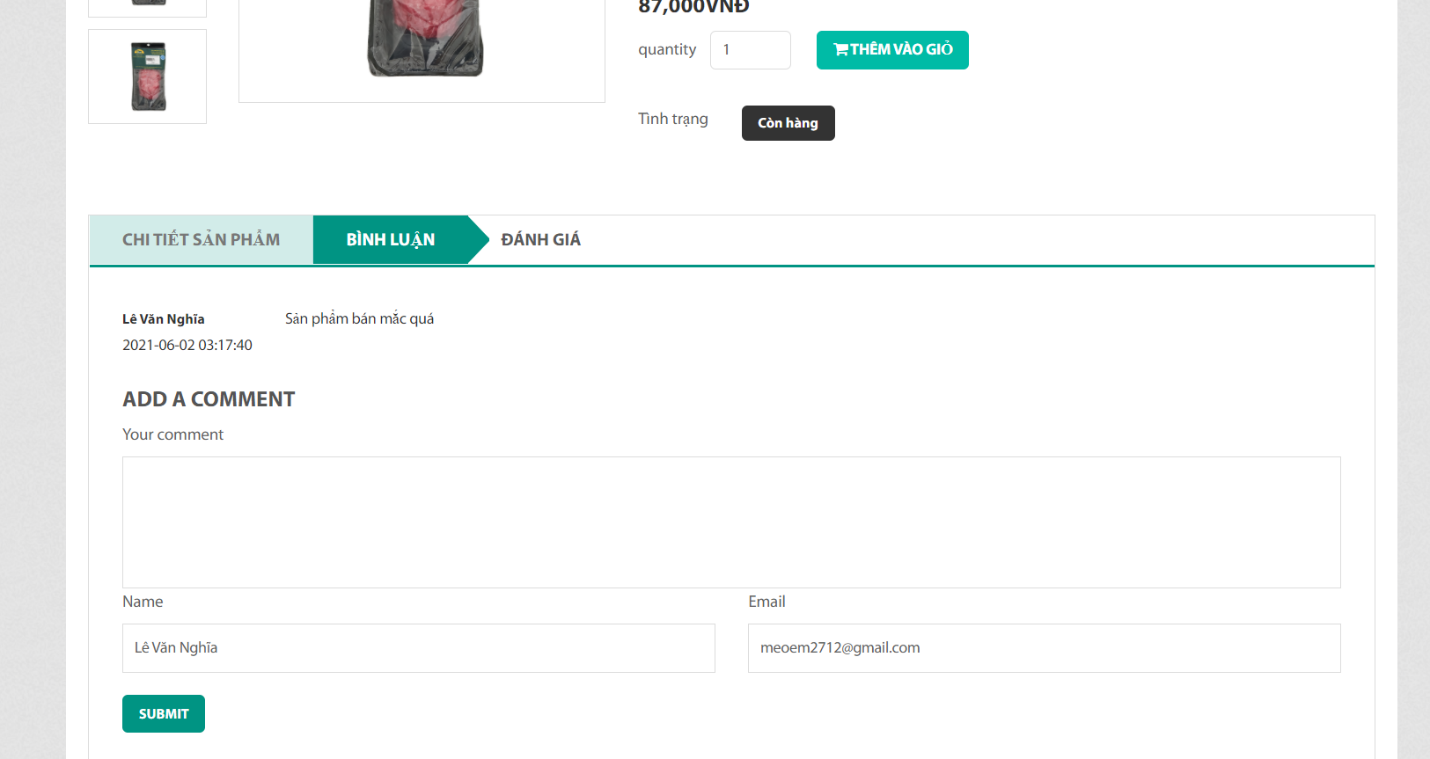 87,000VNĐ
quantity 1 THÊM VÀO GIỎ
Tình trạng Còn hàng
CHI TIẾT SẢN PHẨM BÌNH LUẬN ĐÁNH GIÁ
Lê Văn Nghĩa Sản phẩm bán mắc quá
2021-06-02 03:17:40
ADD A COMMENT
Your comment
Name Email
Lê Văn Nghĩa meoem2712@gmail.com
SUBMIT